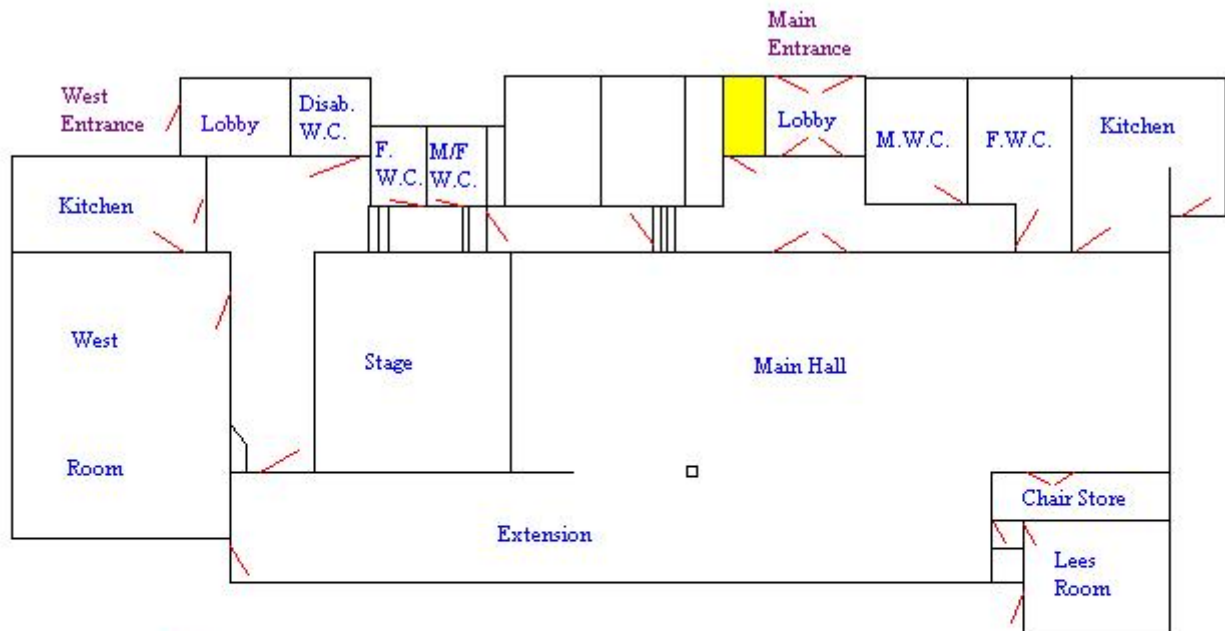 Main
Entrance
West
Entrance
Lobby
Disab.
W.C.
F.
W.C.
M/F
W.C.
Lobby
M.W.C.
F.W.C.
Kitchen
Kitchen
West
Room
Stage
Main Hall
Extension
Chair Store
Lees
Room